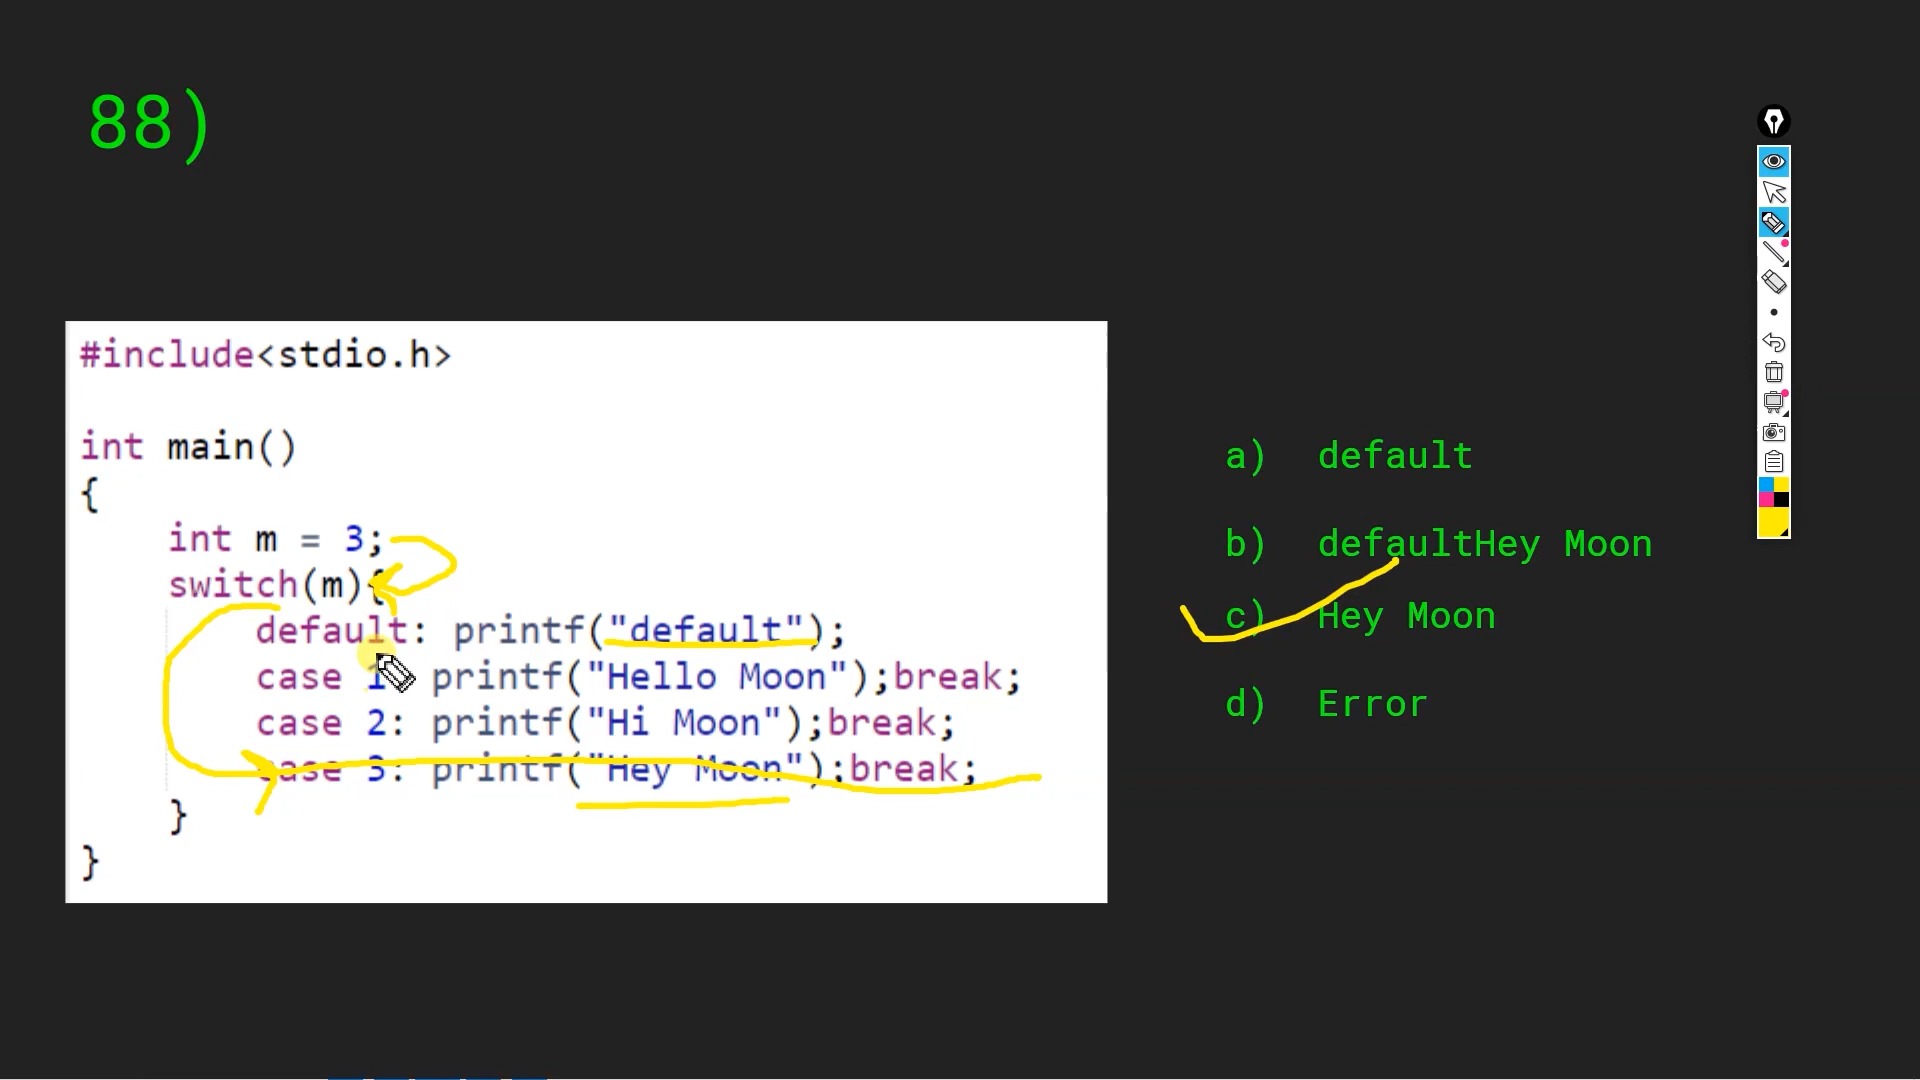 88)
#include<stdio.h>
int main()
{
int m = 3;
switch(m){
default: printf("default");
case 1: printf("Hello Moon");break;
case 2: printf("Hi Moon");break;
case 3: printf("Hey Moon");break;
}
}
a) default
b) defaultHey Moon
c) Hey Moon
d) Error